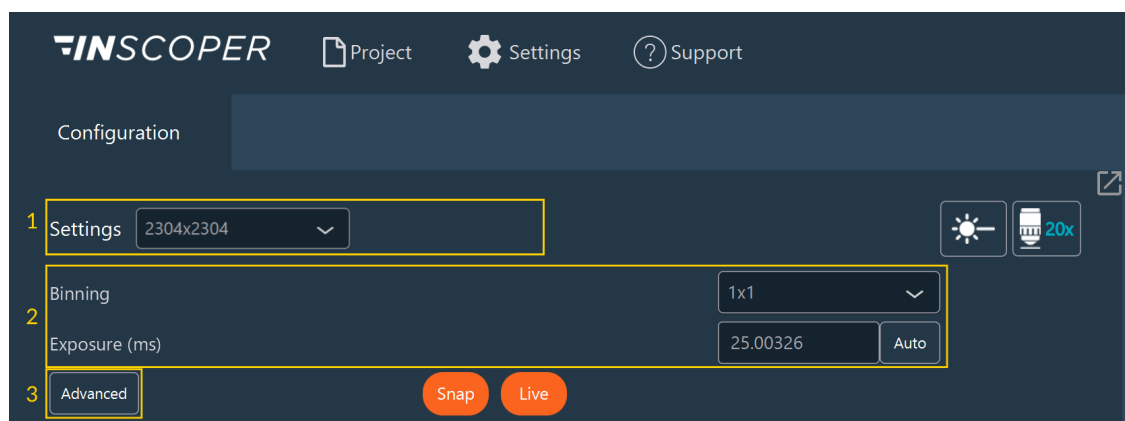 INSCOPER Project Settings ? Support
Configuration
1 Settings 2304x2304 20x
2
Binning 1x1
Exposure (ms) 25.00326 Auto
3 Advanced Snap Live